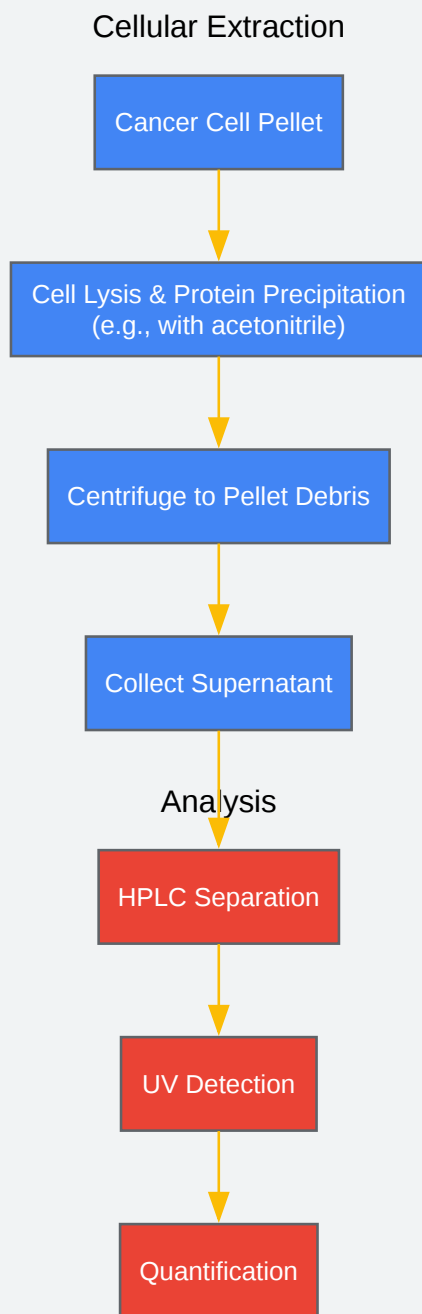 Cellular Extraction
Cancer Cell Pellet
Cell Lysis & Protein Precipitation
(e.g., with acetonitrile)
Centrifuge to Pellet Debris
Collect Supernatant
Analysis
HPLC Separation
UV Detection
Quantification